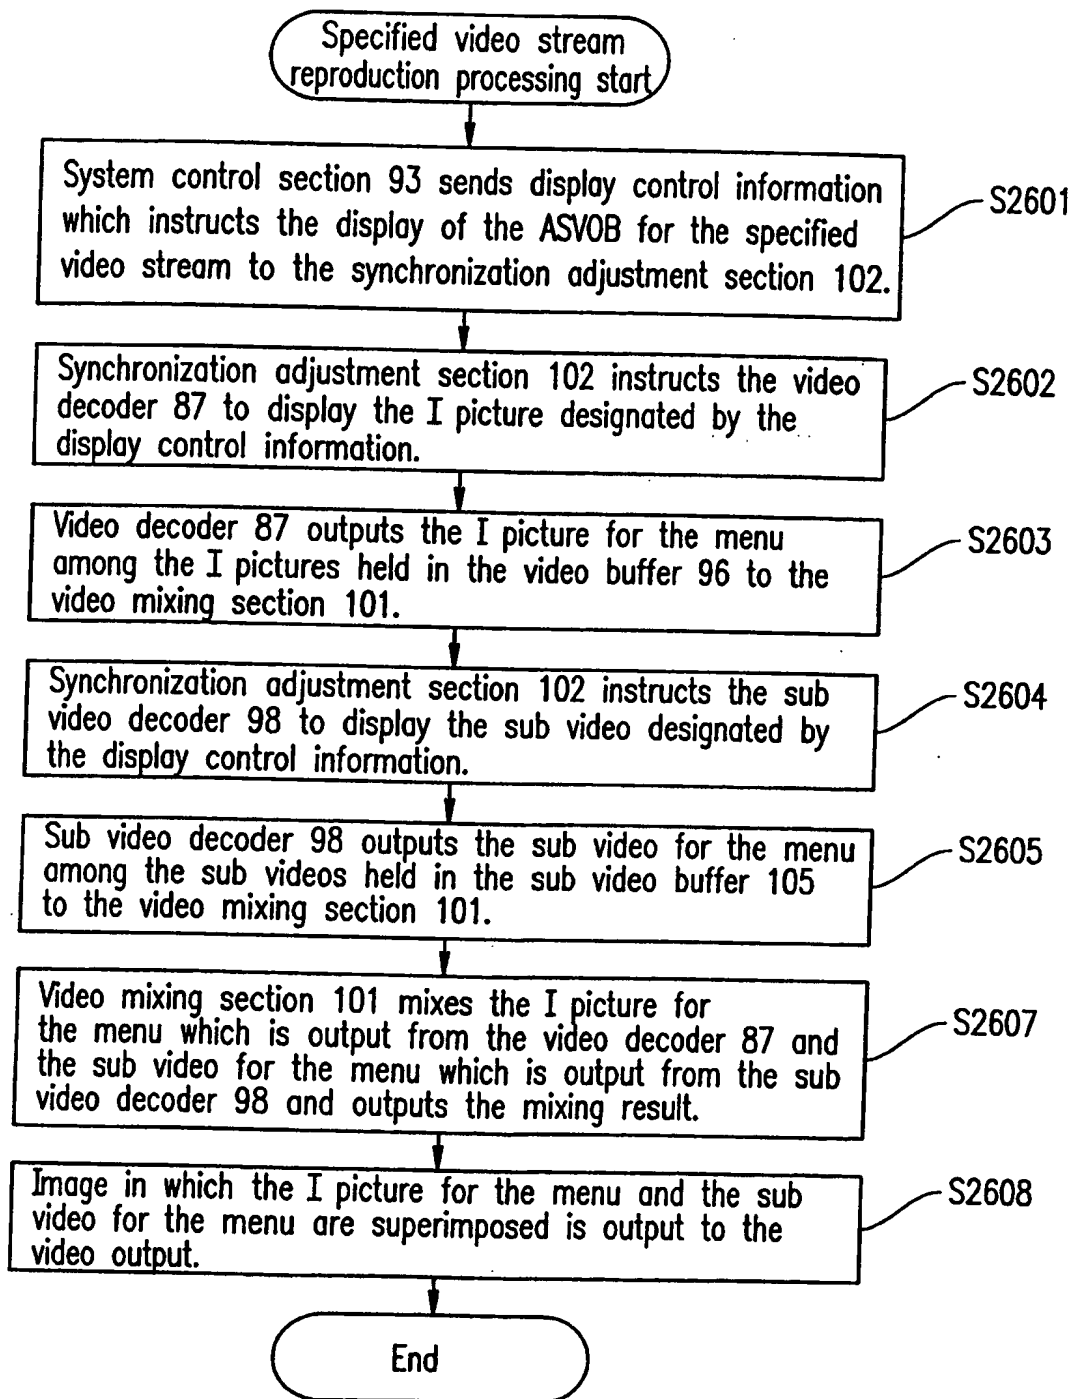 Specified video stream
reproduction processing start
System control section 93 sends display control information
which instructs the display of the ASVOB for the specified
video stream to the synchronization adjustment section 102.
S2601
Synchronization adjustment section 102 instructs the video
decoder 87 to display the I picture designated by the
display control information.
S2602
Video decoder 87 outputs the I picture for the menu
among the I pictures held in the video buffer 96 to the
video mixing section 101.
S2603
Synchronization adjustment section 102 instructs the sub
video decoder 98 to display the sub video designated by
the display control information.
S2604
Sub video decoder 98 outputs the sub video for the menu
among the sub videos held in the sub video buffer 105
to the video mixing section 101.
S2605
Video mixing section 101 mixes the I picture for
the menu which is output from the video decoder 87 and
the sub video for the menu which is output from the sub
video decoder 98 and outputs the mixing result.
S2607
Image in which the I picture for the menu and the sub
video for the menu are superimposed is output to the
video output.
S2608
End